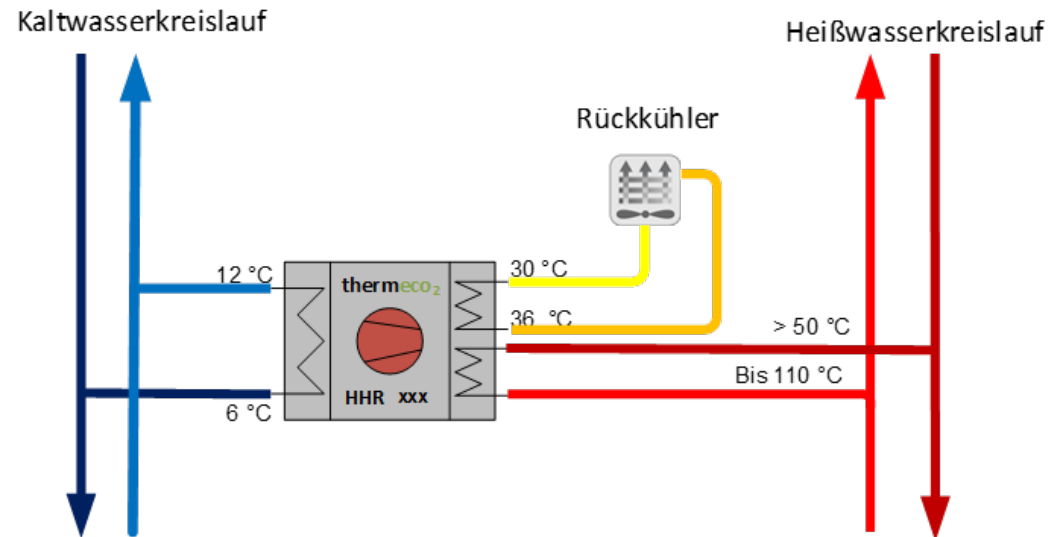 Kaltwasserkreislauf
Heißwasserkreislauf
Rückkühler
12 °C
thermeco₂
30 °C
36 °C
> 50 °C
Bis 110 °C
HHR xxx
6 °C